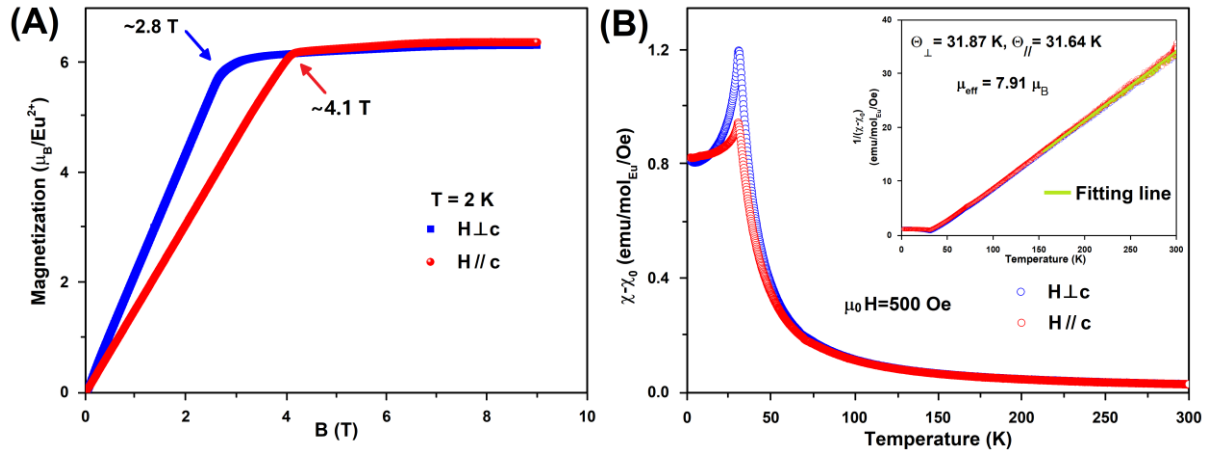 (A)
~2.8 T
~4.1 T
T = 2 K
H⊥c
H // c
Magnetization (μB/Eu²⁺)
6
4
2
0
0 2 4 6 8 10
B (T)
(B)
1.2
0.8
0.4
0.0
χ-χ₀ (emu/molEu/Oe)
μ₀H=500 Oe
H⊥c
H // c
0 50 100 150 200 250 300
Temperature (K)
Θ⊥ = 31.87 K, Θ// = 31.64 K
μeff = 7.91 μB
40
30
20
10
0
1/(χ-χ₀)
(emu/molEu/Oe)
Fitting line
0 50 100 150 200 250 300
Temperature (K)